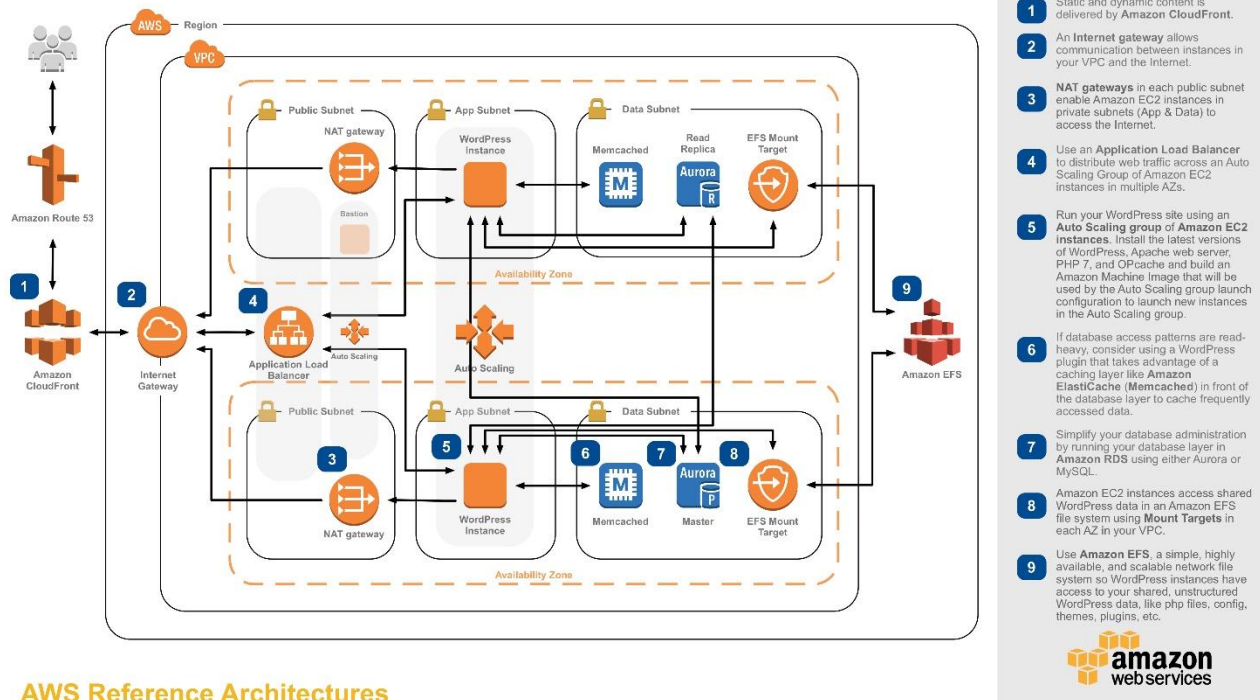 AWS
Region
VPC
Public Subnet
App Subnet
Data Subnet
NAT gateway
WordPress
Instance
Memcached
Read
Replica
EFS Mount
Target
M
Aurora
R
Bastion
Availability Zone
Amazon Route 53
1
Amazon
CloudFront
2
Internet
Gateway
4
Application Load
Balancer
Auto Scaling
Auto Scaling
9
Amazon EFS
Public Subnet
App Subnet
Data Subnet
3
NAT gateway
5
WordPress
Instance
6
M
Memcached
7
Aurora
P
Master
8
EFS Mount
Target
Availability Zone
AWS Reference Architectures
1
Static and dynamic content is
delivered by Amazon CloudFront.
2
An Internet gateway allows
communication between instances in
your VPC and the Internet.
3
NAT gateways in each public subnet
enable Amazon EC2 instances in
private subnets (App & Data) to
access the Internet.
4
Use an Application Load Balancer
to distribute web traffic across an Auto
Scaling Group of Amazon EC2
instances in multiple AZs.
5
Run your WordPress site using an
Auto Scaling group of Amazon EC2
instances. Install the latest versions
of WordPress, Apache web server,
PHP 7, and OPcache and build an
Amazon Machine Image that will be
used by the Auto Scaling group launch
configuration to launch new instances
in the Auto Scaling group.
6
If database access patterns are read-
heavy, consider using a WordPress
plugin that takes advantage of a
caching layer like Amazon
ElastiCache (Memcached) in front of
the database layer to cache frequently
accessed data.
7
Simplify your database administration
by running your database layer in
Amazon RDS using either Aurora or
MySQL.
8
Amazon EC2 instances access shared
WordPress data in an Amazon EFS
file system using Mount Targets in
each AZ in your VPC.
9
Use Amazon EFS, a simple, highly
available, and scalable network file
system so WordPress instances have
access to your shared, unstructured
WordPress data, like php files, config,
themes, plugins, etc.
amazon
webservices